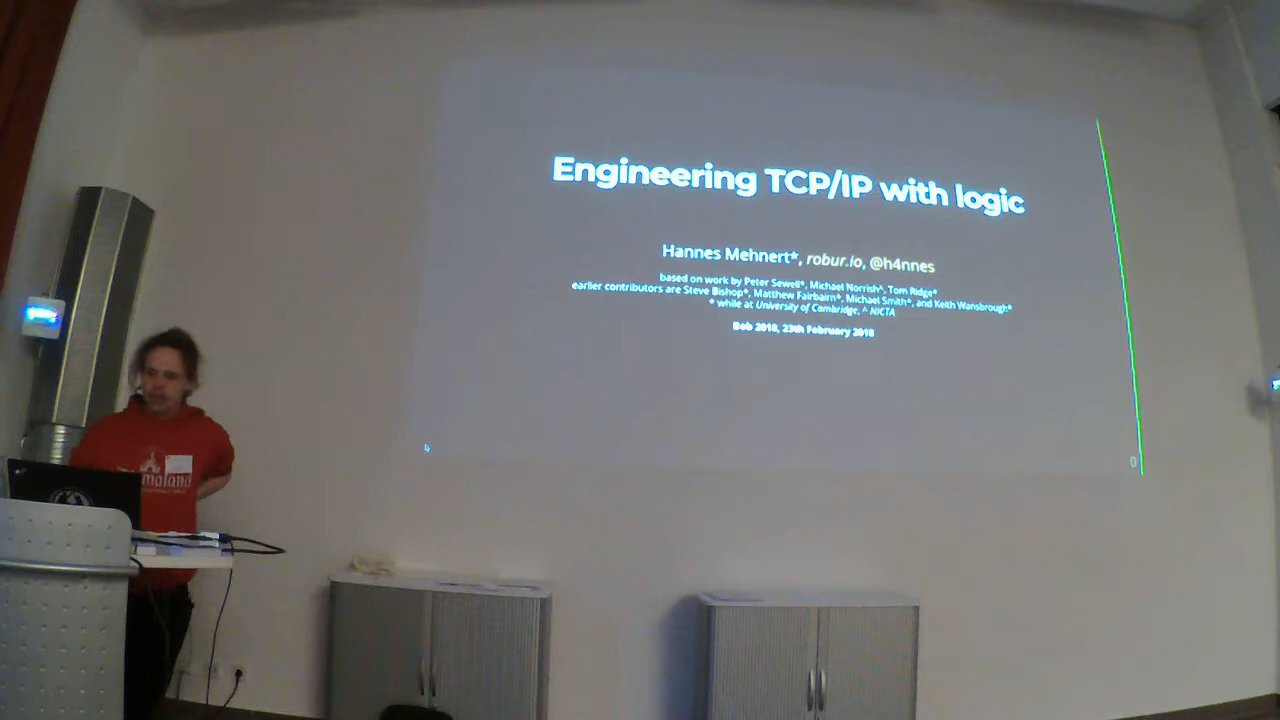 Engineering TCP/IP with logic
Hannes Mehnert*, robur.io, @h4nnes
based on work by Peter Sewell*, Michael Norrish^, Tom Ridge*
earlier contributors are Steve Bishop*, Matthew Fairbairn*, Michael Smith*, and Keith Wansbrough*
* while at University of Cambridge, ^ NICTA
Bob 2018, 23th February 2018
0